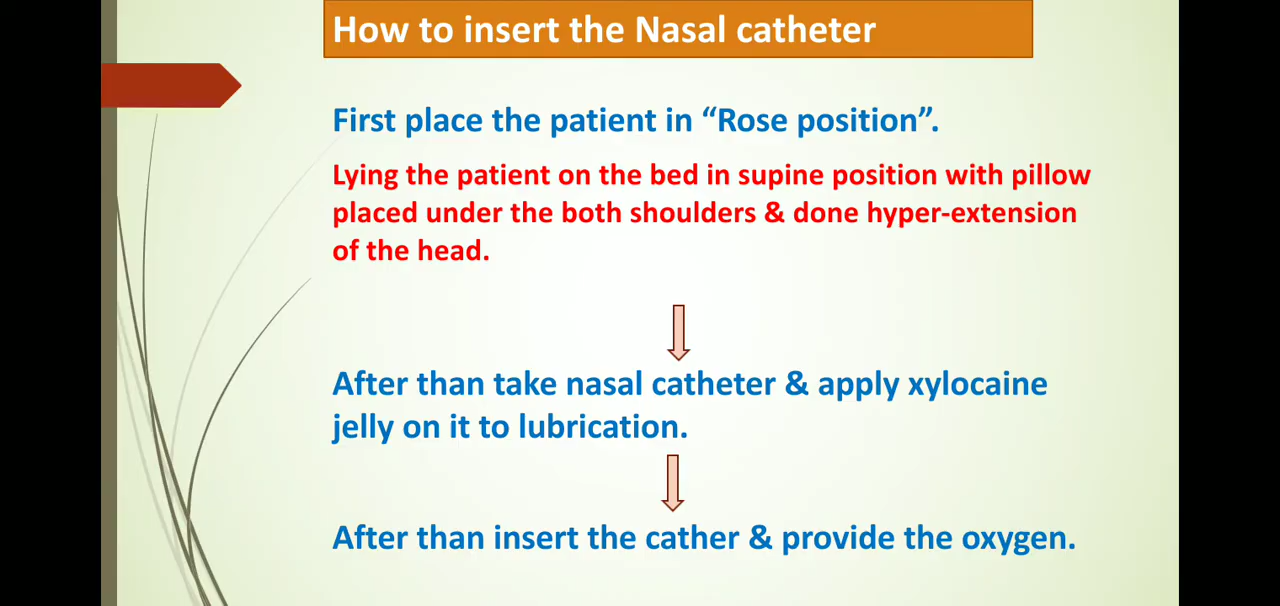 How to insert the Nasal catheter
First place the patient in “Rose position”.
Lying the patient on the bed in supine position with pillow
placed under the both shoulders & done hyper-extension
of the head.
After than take nasal catheter & apply xylocaine
jelly on it to lubrication.
After than insert the cather & provide the oxygen.